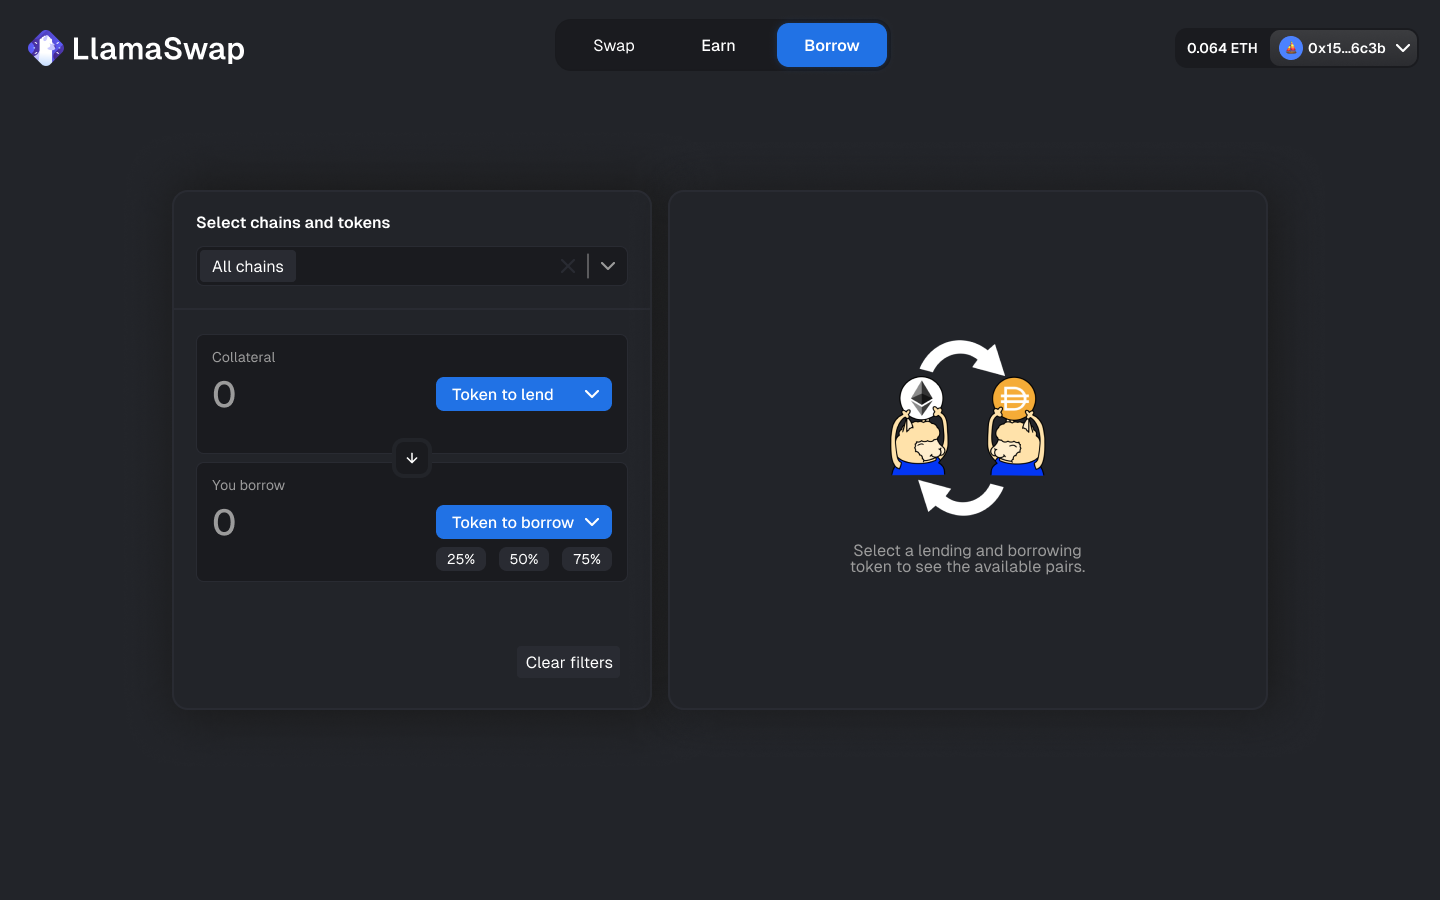 LlamaSwap
Swap
Earn
Borrow
0.064 ETH
0x15...6c3b
Select chains and tokens
All chains
Collateral
0
Token to lend
You borrow
0
Token to borrow
25%
50%
75%
Clear filters
Select a lending and borrowing
token to see the available pairs.